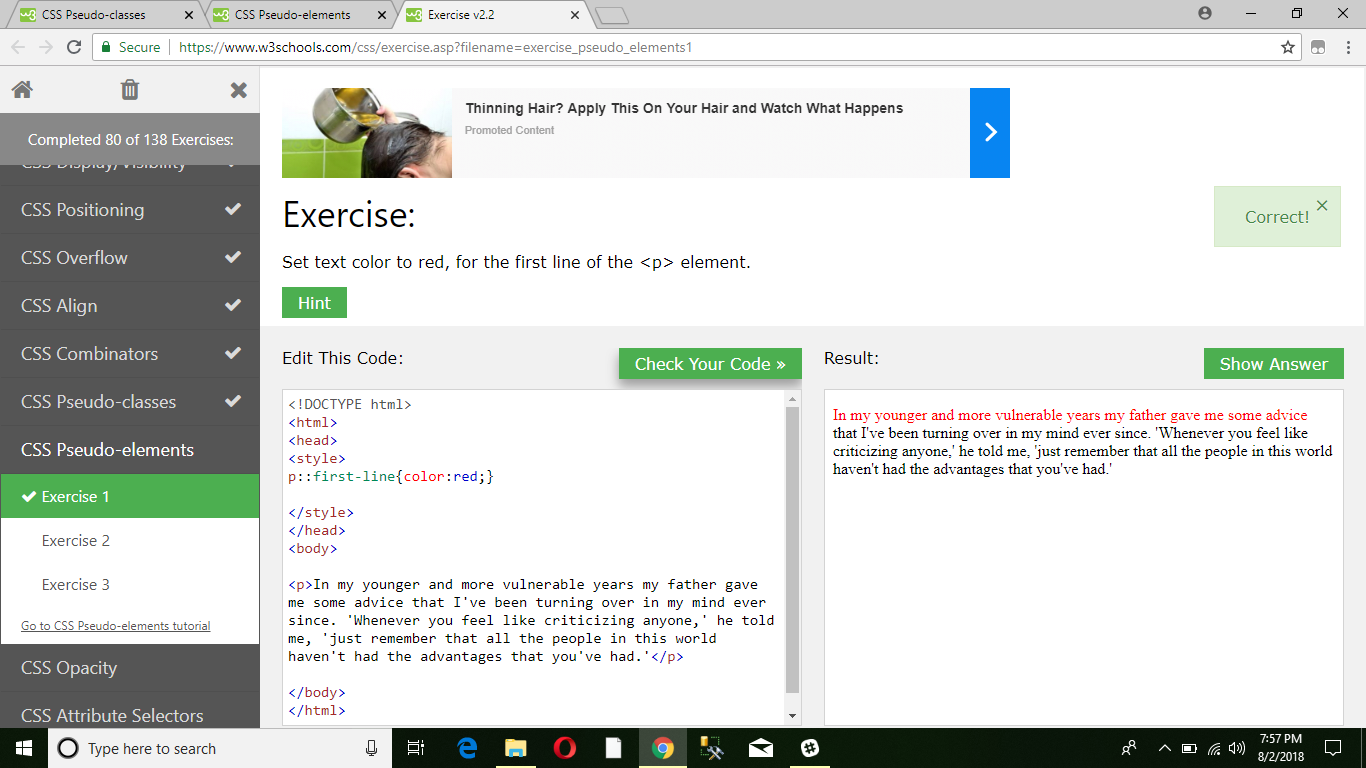 CSS Pseudo-classes
CSS Pseudo-elements
Exercise v2.2
Secure
https://www.w3schools.com/css/exercise.asp?filename=exercise_pseudo_elements1
Completed 80 of 138 Exercises:
CSS Display/Visibility
CSS Positioning
CSS Overflow
CSS Align
CSS Combinators
CSS Pseudo-classes
CSS Pseudo-elements
Exercise 1
Exercise 2
Exercise 3
Go to CSS Pseudo-elements tutorial
CSS Opacity
CSS Attribute Selectors
Thinning Hair? Apply This On Your Hair and Watch What Happens
Promoted Content
Exercise:
Correct!
Set text color to red, for the first line of the <p> element.
Hint
Edit This Code:
Check Your Code »
<!DOCTYPE html>
<html>
<head>
<style>
p::first-line{color:red;}
</style>
</head>
<body>
<p>In my younger and more vulnerable years my father gave
me some advice that I've been turning over in my mind ever
since. 'Whenever you feel like criticizing anyone,' he told
me, 'just remember that all the people in this world
haven't had the advantages that you've had.'</p>
</body>
</html>
Result:
Show Answer
In my younger and more vulnerable years my father gave me some advice
that I've been turning over in my mind ever since. 'Whenever you feel like
criticizing anyone,' he told me, 'just remember that all the people in this world
haven't had the advantages that you've had.'
Type here to search
7:57 PM
8/2/2018